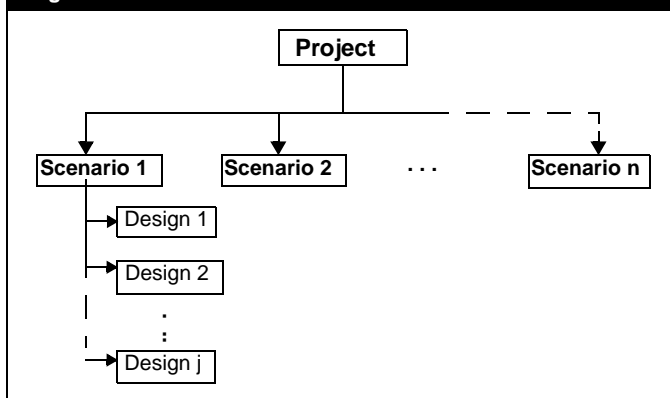 Project
Scenario 1 Scenario 2 . . . Scenario n
Design 1
Design 2
.
:
Design j